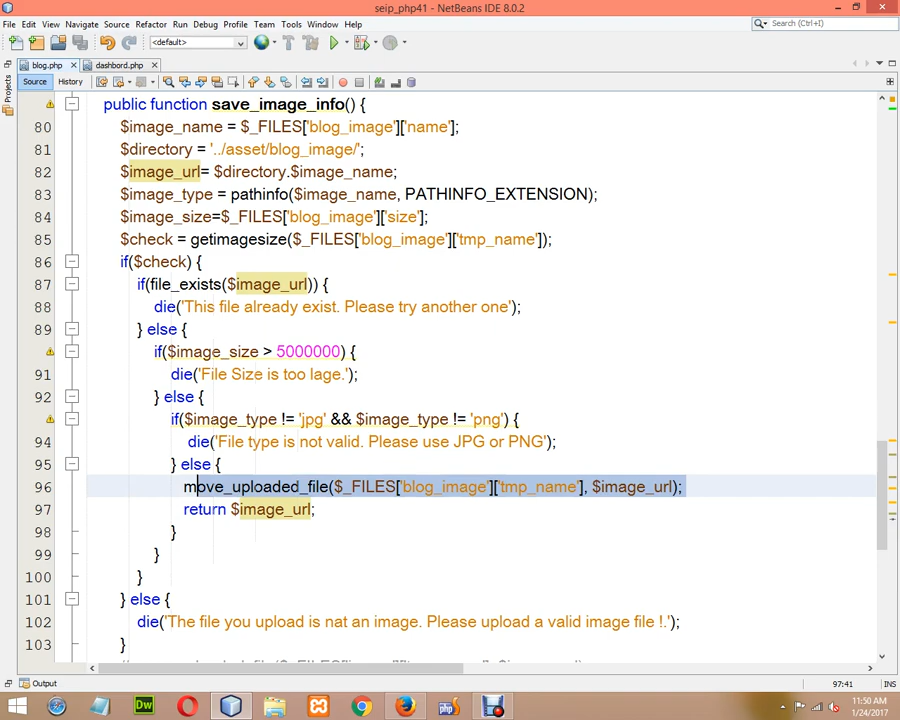 seip_php41 - NetBeans IDE 8.0.2
File Edit View Navigate Source Refactor Run Debug Profile Team Tools Window Help
Search (Ctrl+I)
<default>
blog.php dashbord.php
Source History
Projects
public function save_image_info() {
80 $image_name = $_FILES['blog_image']['name'];
81 $directory = '../asset/blog_image/';
82 $image_url= $directory.$image_name;
83 $image_type = pathinfo($image_name, PATHINFO_EXTENSION);
84 $image_size=$_FILES['blog_image']['size'];
85 $check = getimagesize($_FILES['blog_image']['tmp_name']);
86 if($check) {
87 if(file_exists($image_url)) {
88 die('This file already exist. Please try another one');
89 } else {
if($image_size > 5000000) {
91 die('File Size is too lage.');
92 } else {
if($image_type != 'jpg' && $image_type != 'png') {
94 die('File type is not valid. Please use JPG or PNG');
95 } else {
96 move_uploaded_file($_FILES['blog_image']['tmp_name'], $image_url);
97 return $image_url;
98 }
99 }
100 }
101 } else {
102 die('The file you upload is nat an image. Please upload a valid image file !.');
103 }
Output
97:41 INS
Dw
php
11:50 AM
1/24/2017